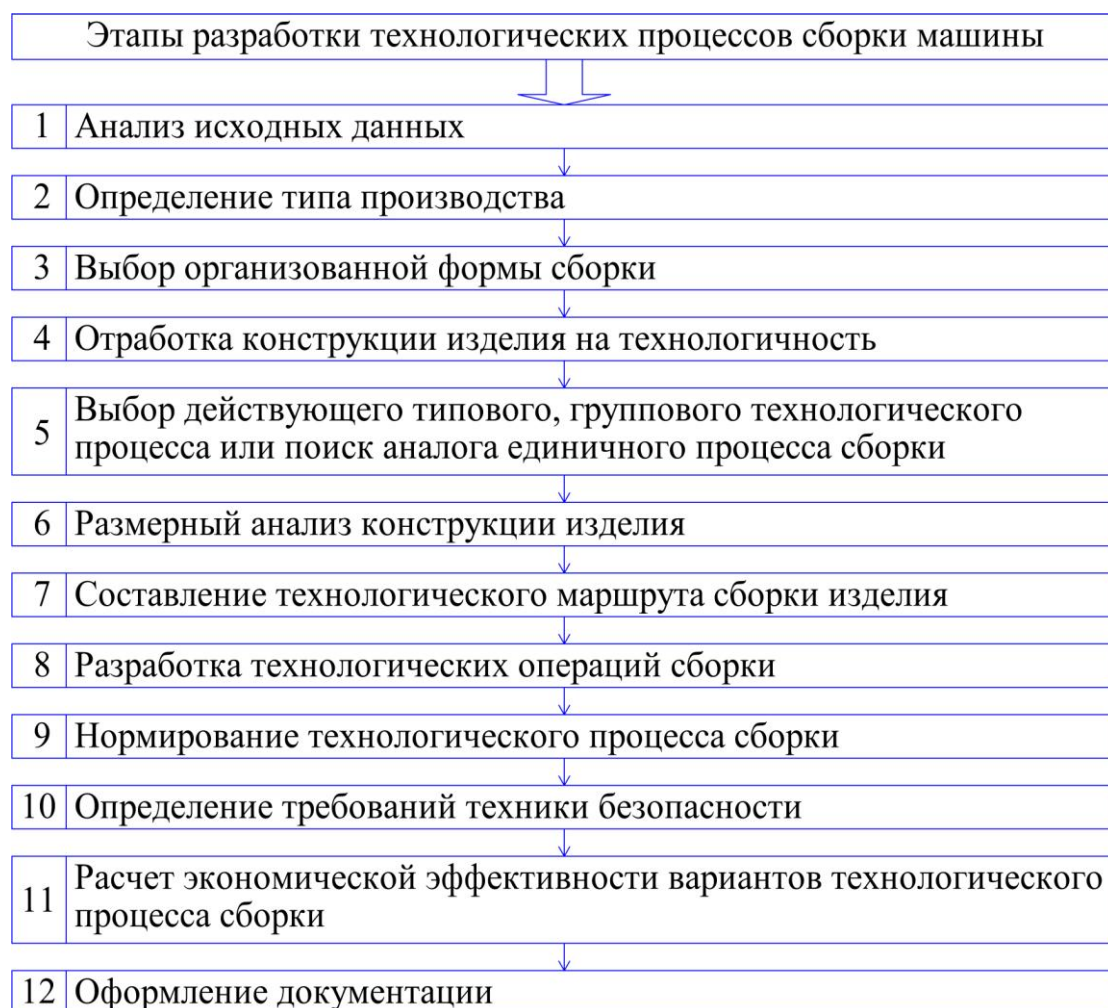 Этапы разработки технологических процессов сборки машины
1 Анализ исходных данных
2 Определение типа производства
3 Выбор организованной формы сборки
4 Отработка конструкции изделия на технологичность
5 Выбор действующего типового, группового технологического
процесса или поиск аналога единичного процесса сборки
6 Размерный анализ конструкции изделия
7 Составление технологического маршрута сборки изделия
8 Разработка технологических операций сборки
9 Нормирование технологического процесса сборки
10 Определение требований техники безопасности
11 Расчет экономической эффективности вариантов технологического
процесса сборки
12 Оформление документации